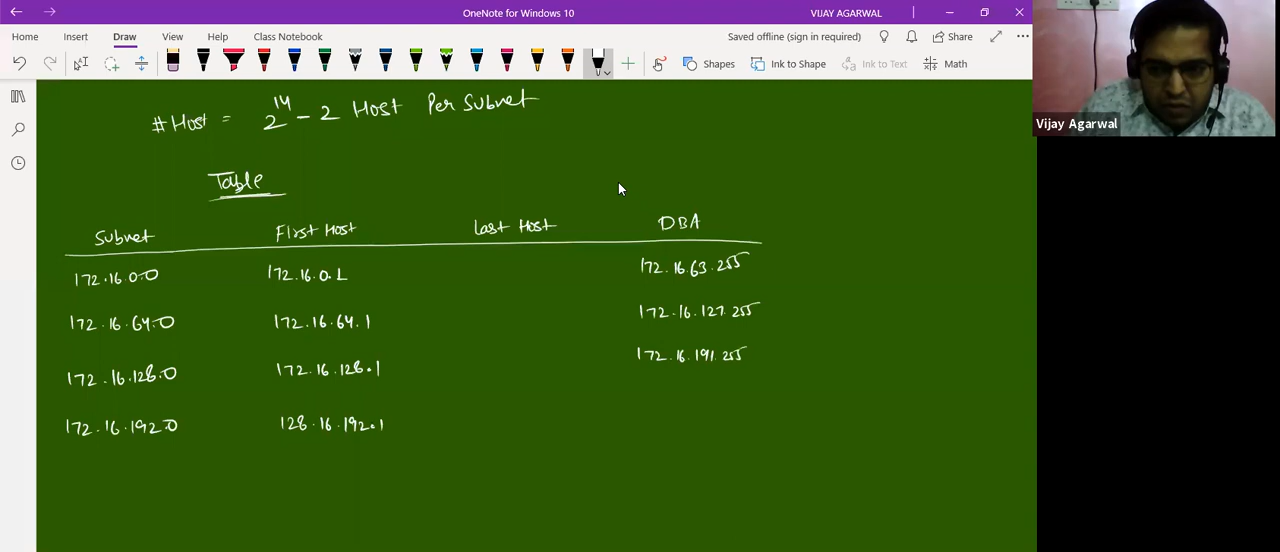 OneNote for Windows 10
VIJAY AGARWAL
Home Insert Draw View Help Class Notebook
Saved offline (sign in required) Share
Shapes Ink to Shape Ink to Text Math
# Host = 2^14 - 2 Host Per Subnet
Table
Subnet First Host Last Host DBA
172.16.0.0 172.16.0.1 172.16.63.255
172.16.64.0 172.16.64.1 172.16.127.255
172.16.128.0 172.16.128.1 172.16.191.255
172.16.192.0 128.16.192.1
Vijay Agarwal